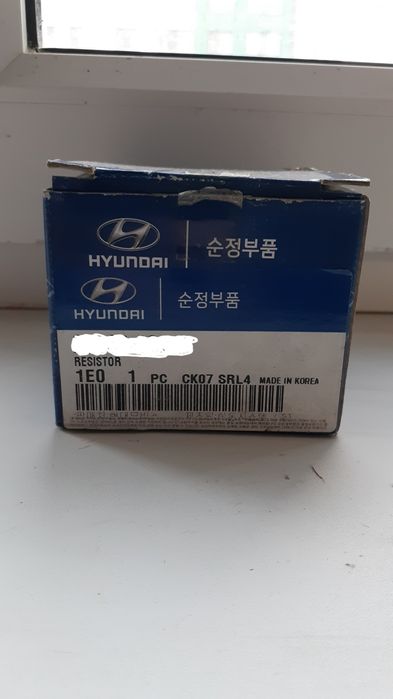 HYUNDAI 순정부품
HYUNDAI 순정부품
RESISTOR
1E0 1 PC CK07 SRL4 MADE IN KOREA